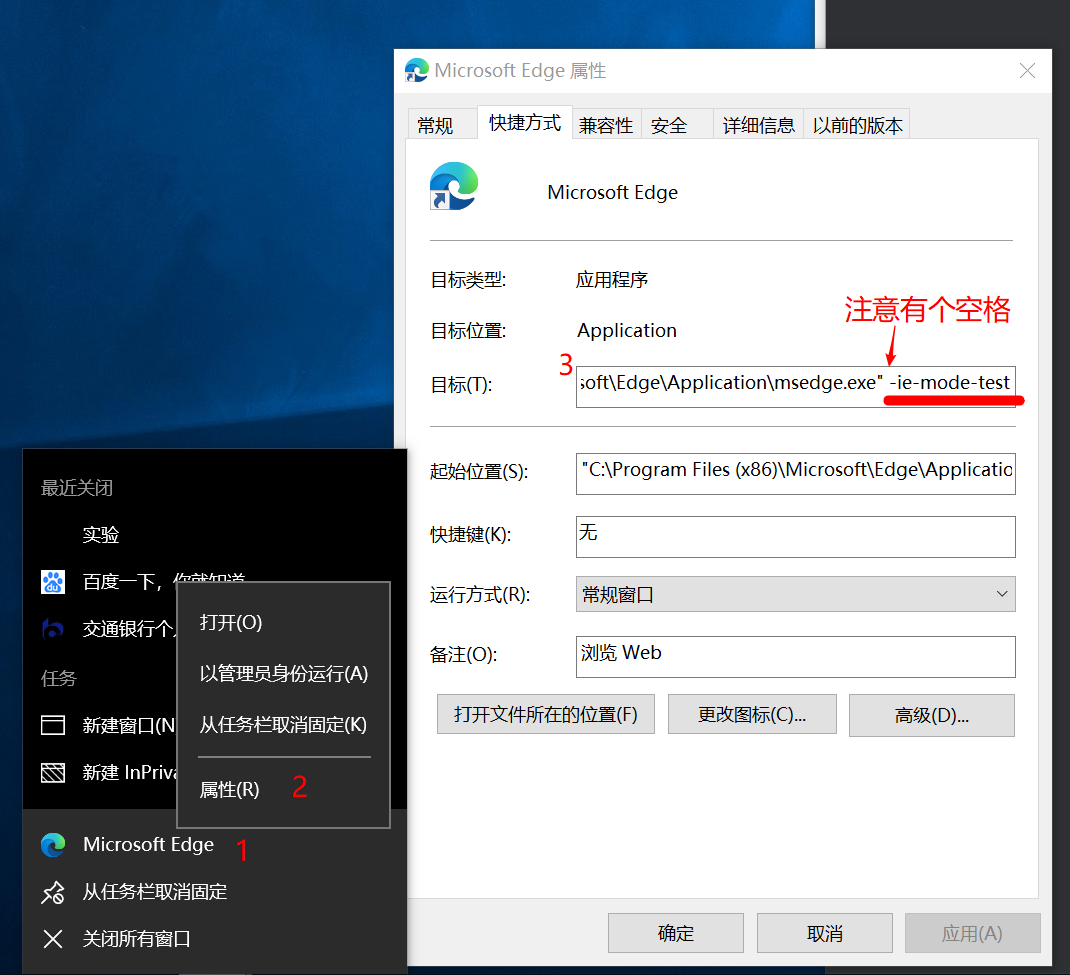 Microsoft Edge 属性
常规
快捷方式
兼容性
安全
详细信息
以前的版本
Microsoft Edge
目标类型:
应用程序
注意有个空格
目标位置:
Application
3
目标(T):
soft\Edge\Application\msedge.exe" -ie-mode-test
起始位置(S):
"C:\Program Files (x86)\Microsoft\Edge\Applicatio
快捷键(K):
无
运行方式(R):
常规窗口
备注(O):
浏览 Web
打开文件所在的位置(F)
更改图标(C)...
高级(D)...
确定
取消
应用(A)
最近关闭
实验
百度一下，你就知道
交通银行个人
任务
新建窗口(N
新建 InPriva
打开(O)
以管理员身份运行(A)
从任务栏取消固定(K)
属性(R)
2
Microsoft Edge
1
从任务栏取消固定
关闭所有窗口